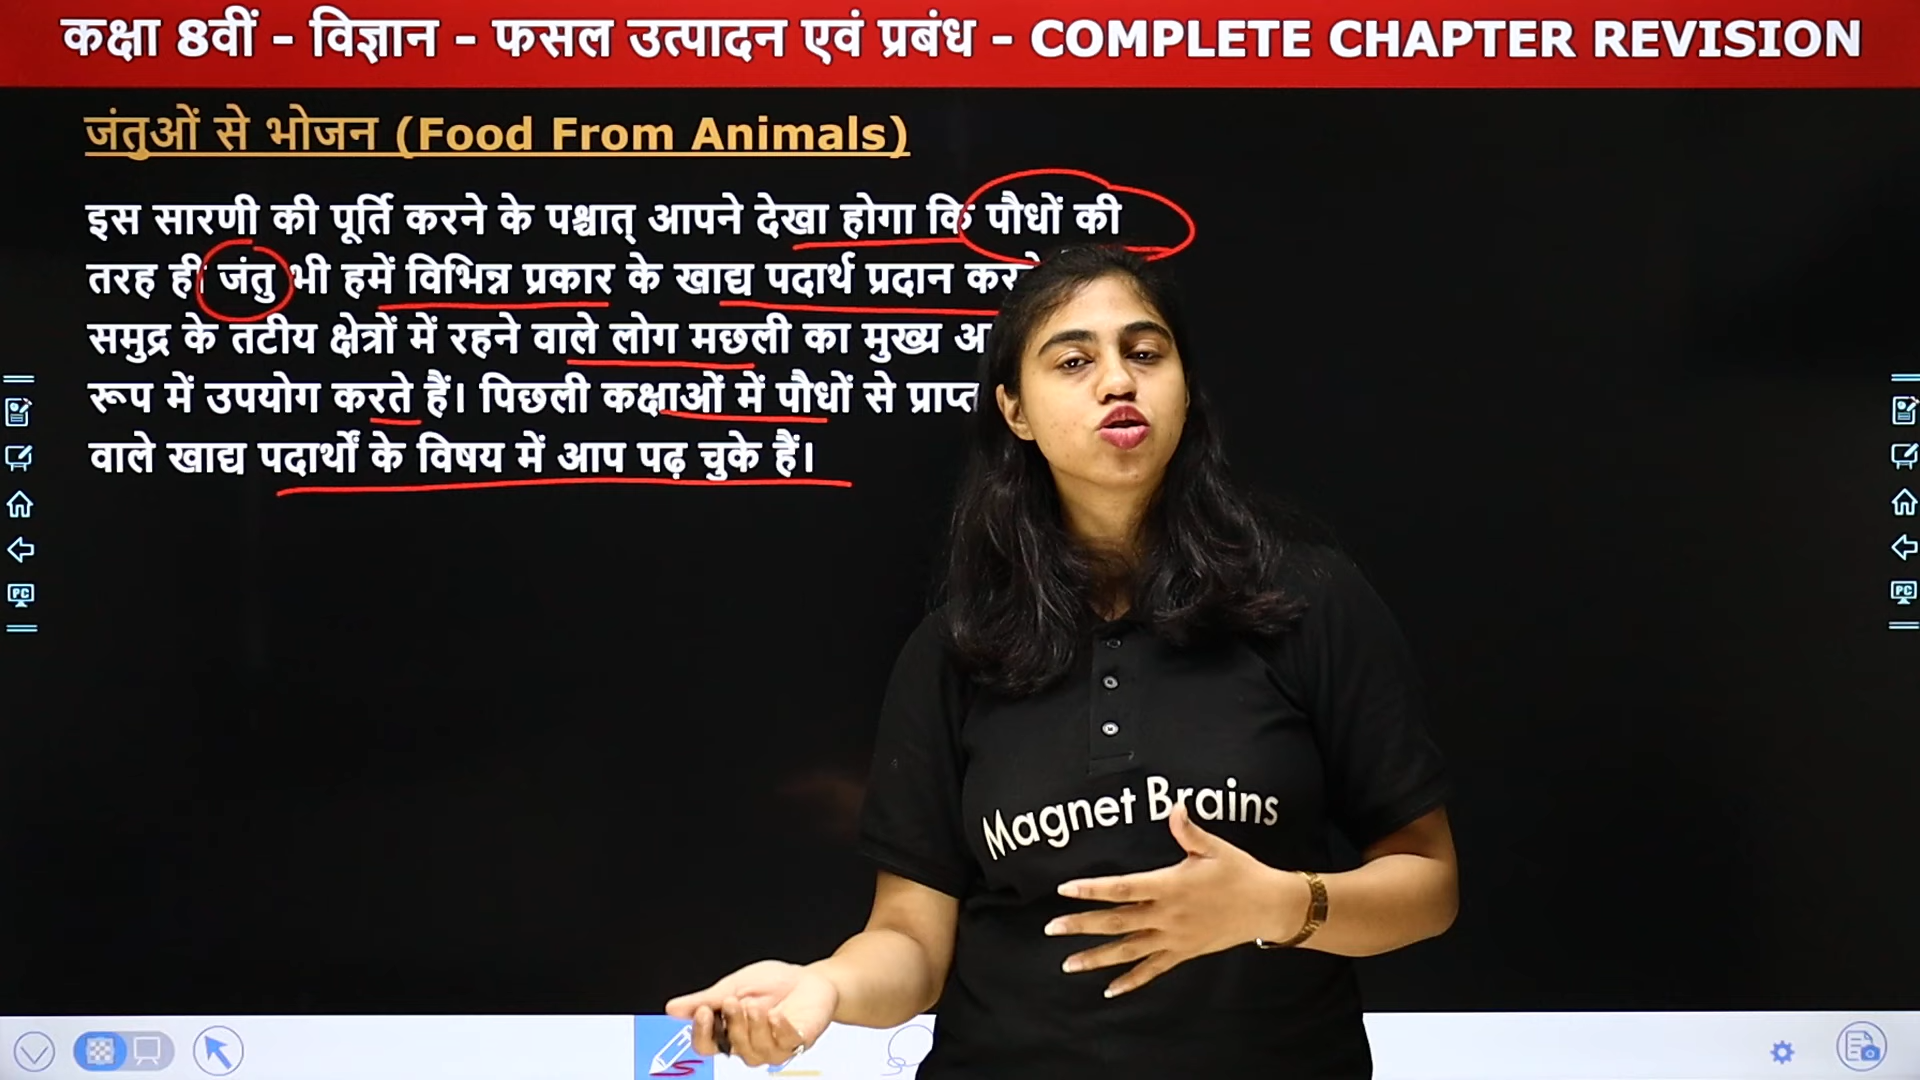 कक्षा 8वीं - विज्ञान - फसल उत्पादन एवं प्रबंध - COMPLETE CHAPTER REVISION
जंतुओं से भोजन (Food From Animals)
इस सारणी की पूर्ति करने के पश्चात् आपने देखा होगा कि पौधों की
तरह ही जंतु भी हमें विभिन्न प्रकार के खाद्य पदार्थ प्रदान
समुद्र के तटीय क्षेत्रों में रहने वाले लोग मछली का मुख्य
रूप में उपयोग करते हैं। पिछली कक्षाओं में पौधों से प्राप्त
वाले खाद्य पदार्थों के विषय में आप पढ़ चुके हैं।
PC
PC
Magnet Brains